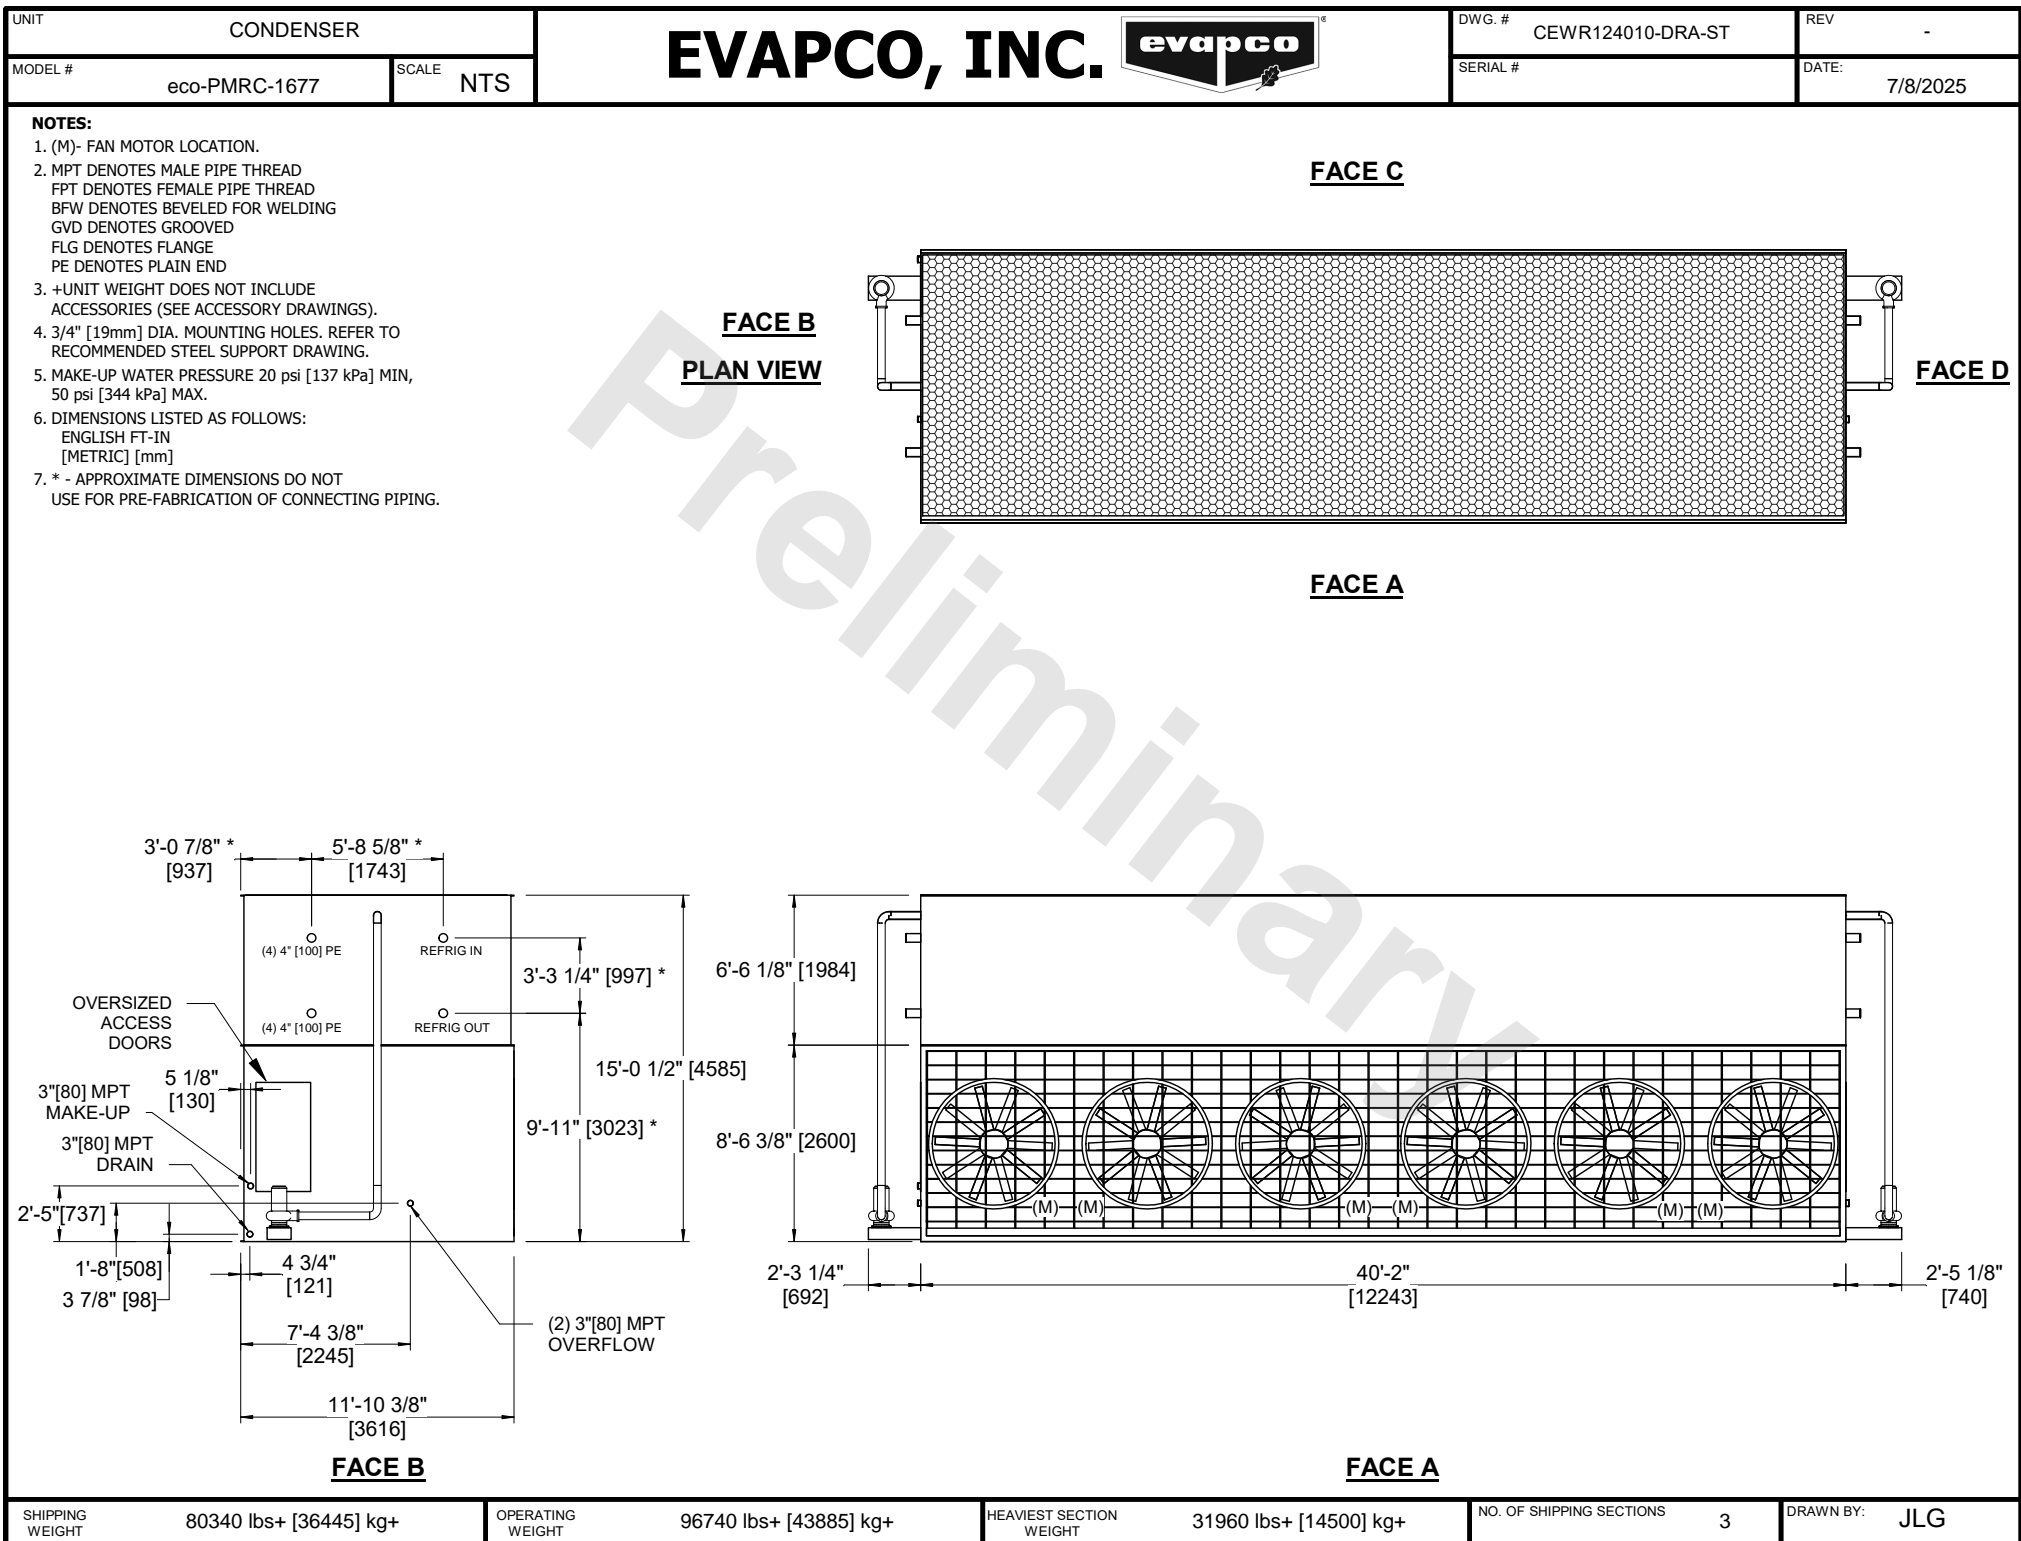 UNIT
CONDENSER
MODEL #
eco-PMRC-1677
SCALE
NTS
EVAPCO, INC.
evapco
®
DWG. #
CEWR124010-DRA-ST
REV
-
SERIAL #
DATE:
7/8/2025
NOTES:
1. (M)- FAN MOTOR LOCATION.
2. MPT DENOTES MALE PIPE THREAD
FPT DENOTES FEMALE PIPE THREAD
BFW DENOTES BEVELED FOR WELDING
GVD DENOTES GROOVED
FLG DENOTES FLANGE
PE DENOTES PLAIN END
3. +UNIT WEIGHT DOES NOT INCLUDE
ACCESSORIES (SEE ACCESSORY DRAWINGS).
4. 3/4" [19mm] DIA. MOUNTING HOLES. REFER TO
RECOMMENDED STEEL SUPPORT DRAWING.
5. MAKE-UP WATER PRESSURE 20 psi [137 kPa] MIN,
50 psi [344 kPa] MAX.
6. DIMENSIONS LISTED AS FOLLOWS:
ENGLISH FT-IN
[METRIC] [mm]
7. * - APPROXIMATE DIMENSIONS DO NOT
USE FOR PRE-FABRICATION OF CONNECTING PIPING.
FACE C
FACE B
PLAN VIEW
FACE D
FACE A
Preliminary
3'-0 7/8" *
[937]
5'-8 5/8" *
[1743]
(4) 4" [100] PE
REFRIG IN
3'-3 1/4" [997] *
(4) 4" [100] PE
REFRIG OUT
OVERSIZED
ACCESS
DOORS
15'-0 1/2" [4585]
5 1/8"
[130]
3"[80] MPT
MAKE-UP
3"[80] MPT
DRAIN
9'-11" [3023] *
2'-5"[737]
1'-8"[508]
3 7/8" [98]
4 3/4"
[121]
7'-4 3/8"
[2245]
(2) 3"[80] MPT
OVERFLOW
11'-10 3/8"
[3616]
FACE B
6'-6 1/8" [1984]
8'-6 3/8" [2600]
(M)
(M)
(M)
(M)
(M)
(M)
2'-3 1/4"
[692]
40'-2"
[12243]
2'-5 1/8"
[740]
FACE A
SHIPPING
WEIGHT
80340 lbs+ [36445] kg+
OPERATING
WEIGHT
96740 lbs+ [43885] kg+
HEAVIEST SECTION
WEIGHT
31960 lbs+ [14500] kg+
NO. OF SHIPPING SECTIONS
3
DRAWN BY:
JLG